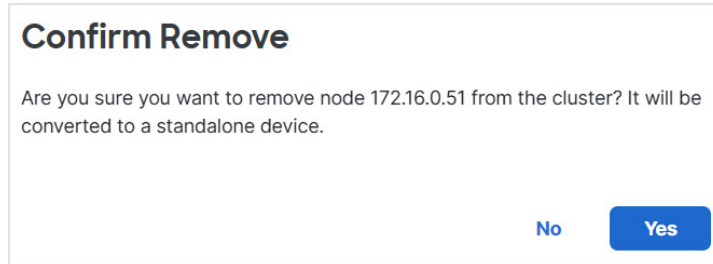 Confirm Remove
Are you sure you want to remove node 172.16.0.51 from the cluster? It will be
converted to a standalone device.
No
Yes